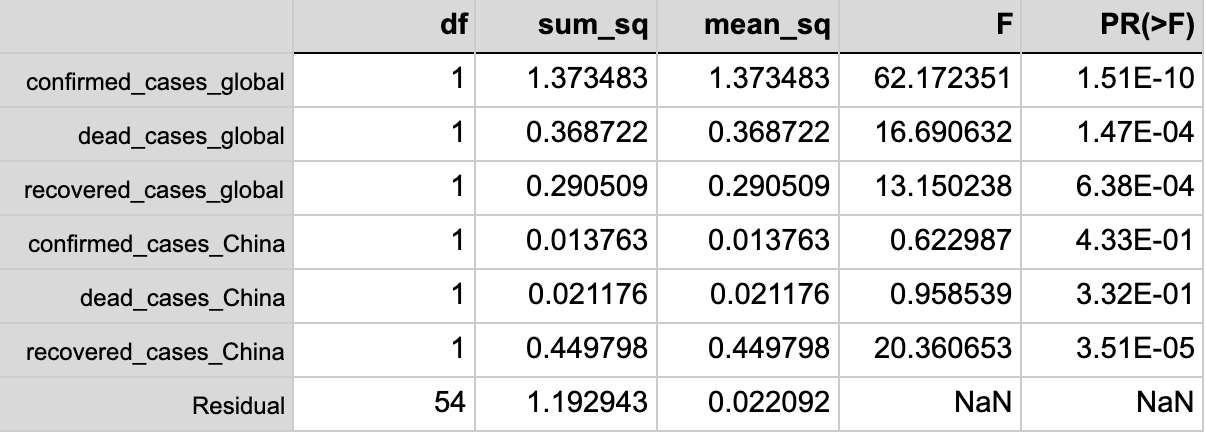 df sum_sq mean_sq F PR(>F)
confirmed_cases_global 1 1.373483 1.373483 62.172351 1.51E-10
dead_cases_global 1 0.368722 0.368722 16.690632 1.47E-04
recovered_cases_global 1 0.290509 0.290509 13.150238 6.38E-04
confirmed_cases_China 1 0.013763 0.013763 0.622987 4.33E-01
dead_cases_China 1 0.021176 0.021176 0.958539 3.32E-01
recovered_cases_China 1 0.449798 0.449798 20.360653 3.51E-05
Residual 54 1.192943 0.022092 NaN NaN